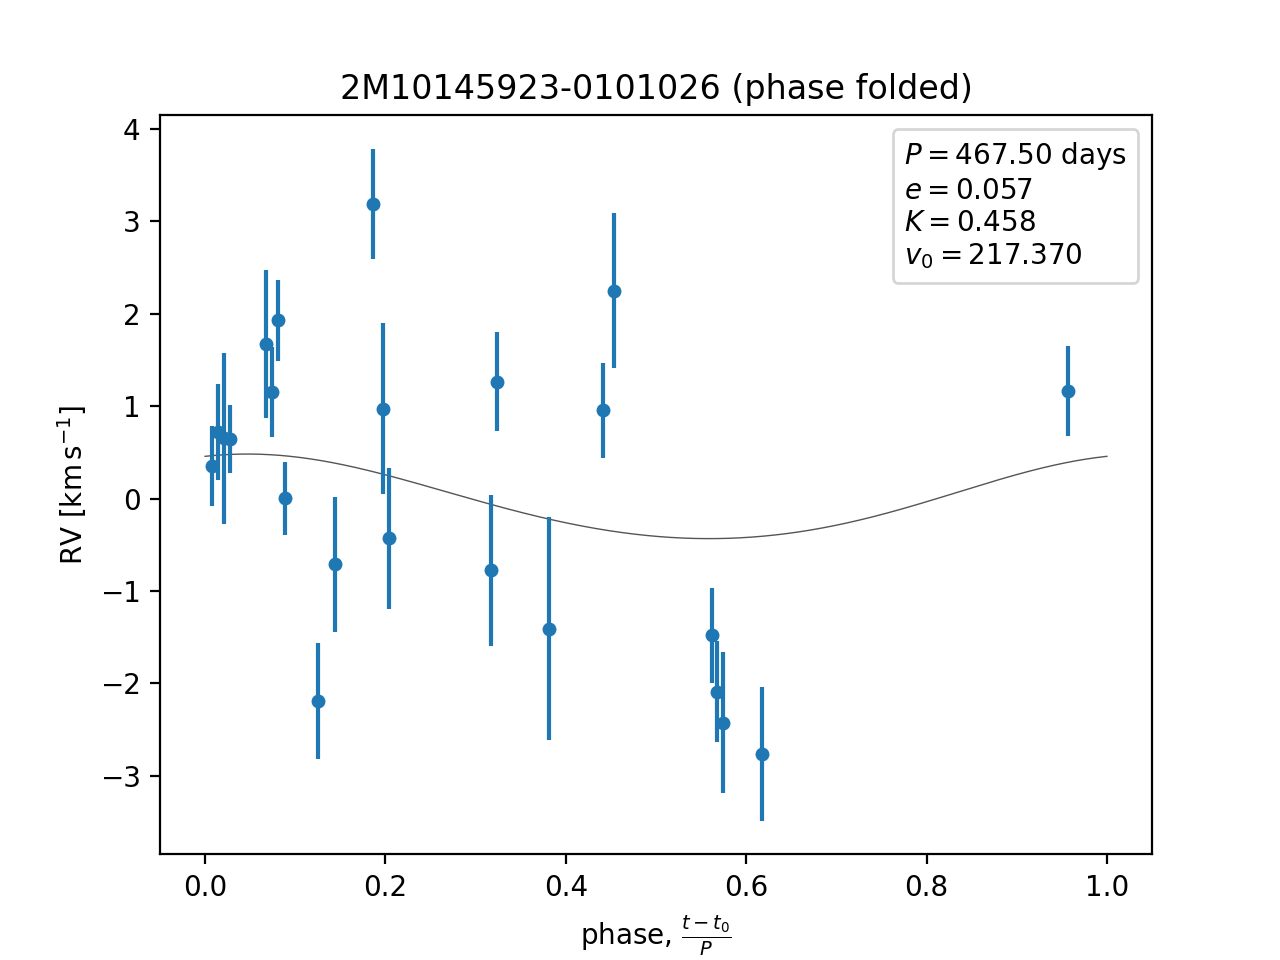 2M10145923-0101026 (phase folded)
P = 467.50 days
e = 0.057
K = 0.458
v₀ = 217.370
4
3
2
1
0
−1
−2
−3
RV [km s⁻¹]
0.0 0.2 0.4 0.6 0.8 1.0
phase, (t − t₀)/P